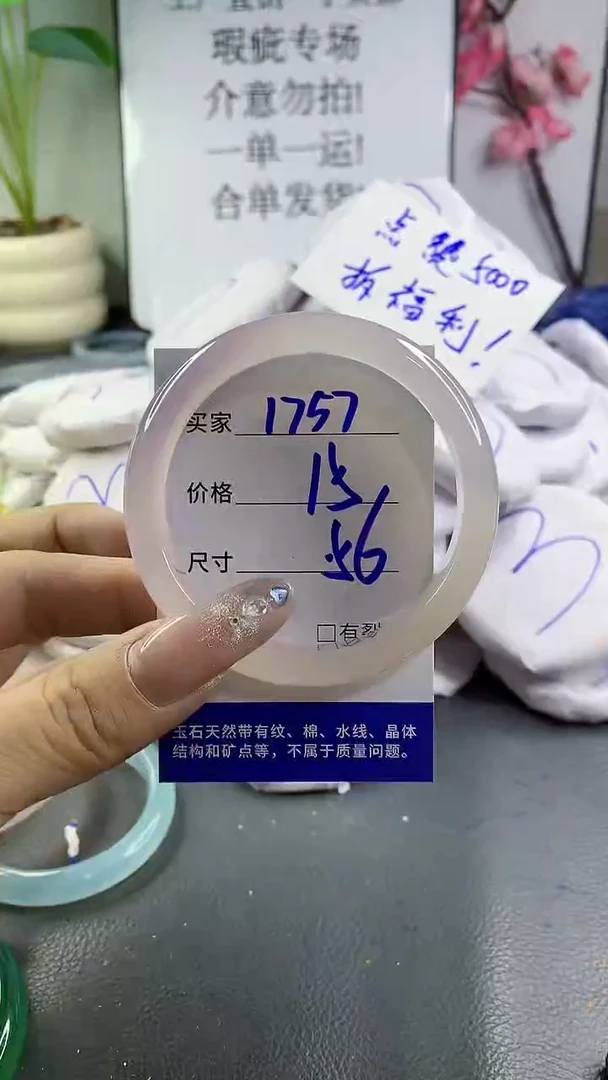 瑕疵专场
介意勿拍!
一单一运!
合单发货
点赞5000
拆福利!
买家 1757
价格 15
尺寸 56
口有裂
玉石天然带有纹、棉、水线、晶体
结构和矿点等，不属于质量问题。